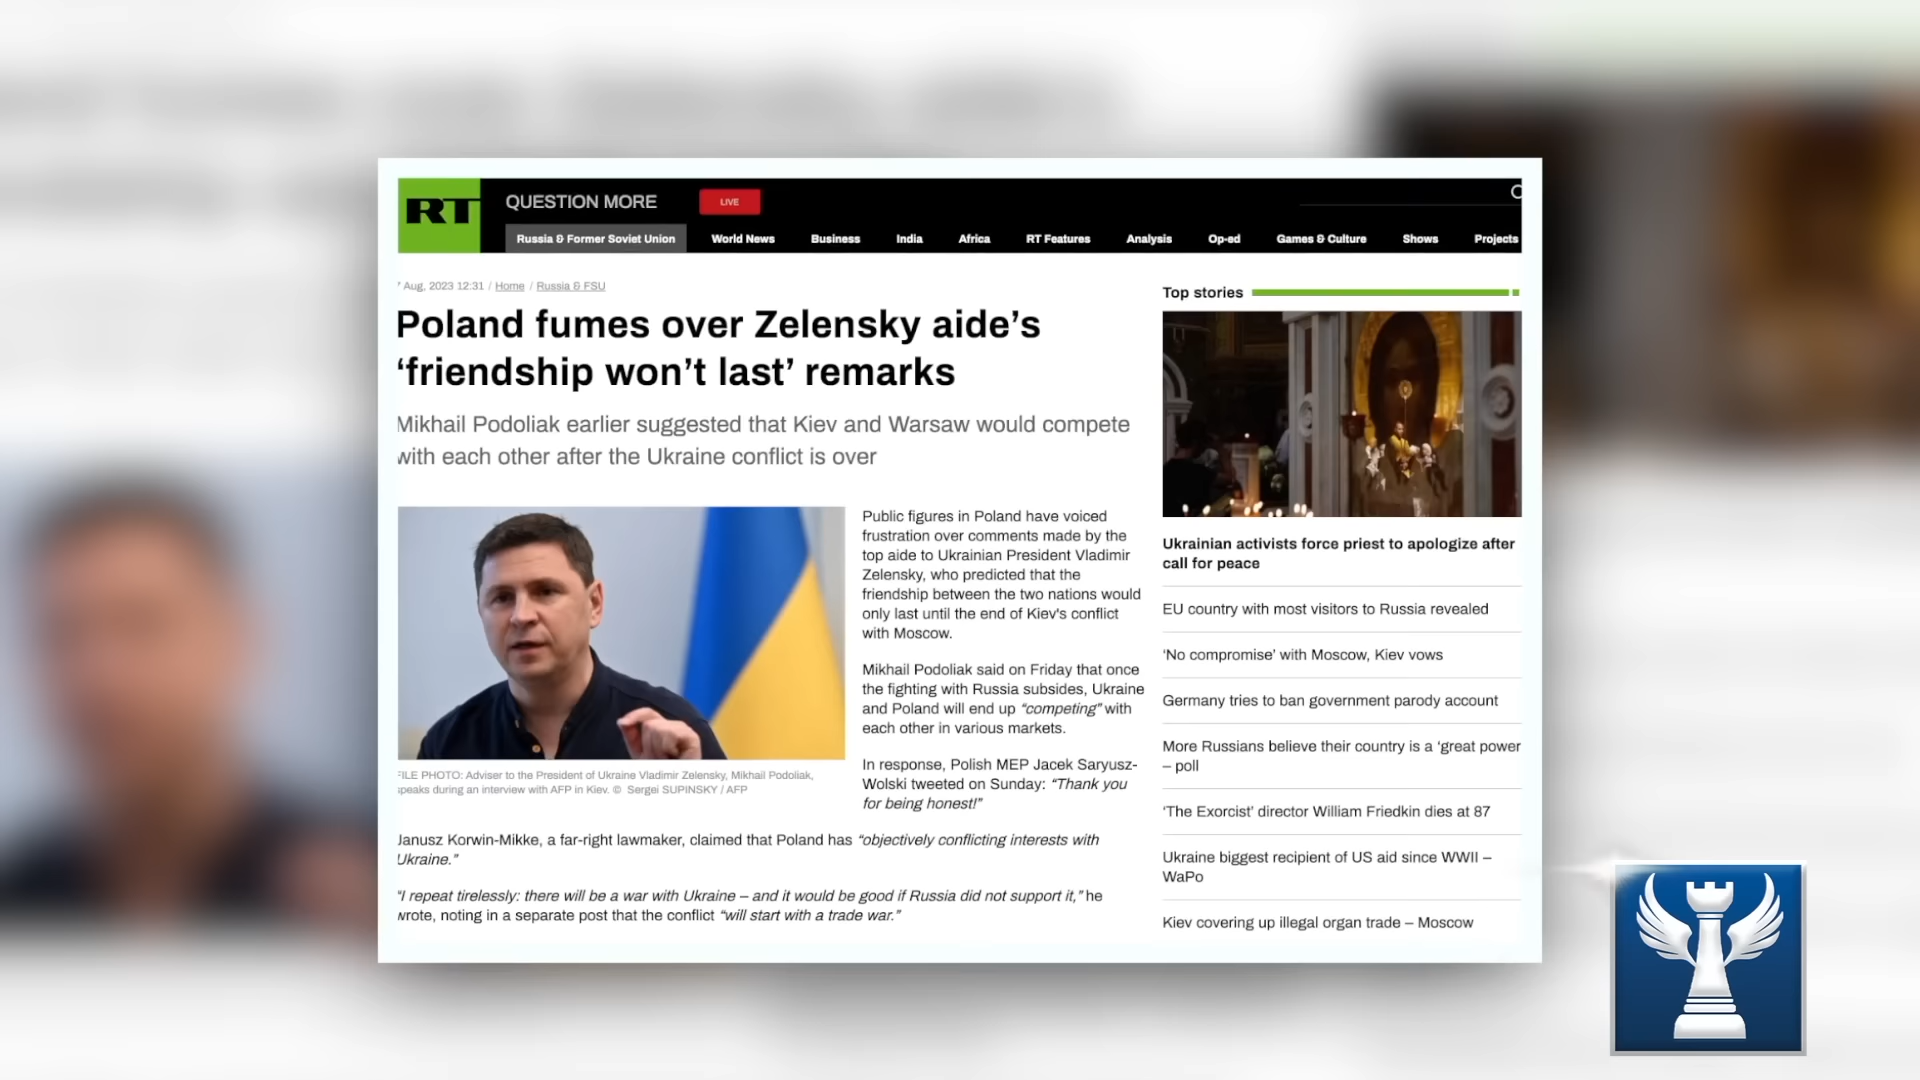 RT
QUESTION MORE
LIVE
Russia & Former Soviet Union
World News
Business
India
Africa
RT Features
Analysis
Op-ed
Games & Culture
Shows
Projects
Aug, 2023 12:31 / Home / Russia & FSU
Poland fumes over Zelensky aide’s
‘friendship won’t last’ remarks
Mikhail Podoliak earlier suggested that Kiev and Warsaw would compete
with each other after the Ukraine conflict is over
FILE PHOTO: Adviser to the President of Ukraine Vladimir Zelensky, Mikhail Podoliak,
speaks during an interview with AFP in Kiev. © Sergei SUPINSKY / AFP
Public figures in Poland have voiced
frustration over comments made by the
top aide to Ukrainian President Vladimir
Zelensky, who predicted that the
friendship between the two nations would
only last until the end of Kiev's conflict
with Moscow.
Mikhail Podoliak said on Friday that once
the fighting with Russia subsides, Ukraine
and Poland will end up “competing” with
each other in various markets.
In response, Polish MEP Jacek Saryusz-
Wolski tweeted on Sunday: “Thank you
for being honest!”
Janusz Korwin-Mikke, a far-right lawmaker, claimed that Poland has “objectively conflicting interests with
Ukraine.”
“I repeat tirelessly: there will be a war with Ukraine – and it would be good if Russia did not support it,” he
wrote, noting in a separate post that the conflict “will start with a trade war.”
Top stories
Ukrainian activists force priest to apologize after
call for peace
EU country with most visitors to Russia revealed
‘No compromise’ with Moscow, Kiev vows
Germany tries to ban government parody account
More Russians believe their country is a ‘great power
– poll
‘The Exorcist’ director William Friedkin dies at 87
Ukraine biggest recipient of US aid since WWII –
WaPo
Kiev covering up illegal organ trade – Moscow